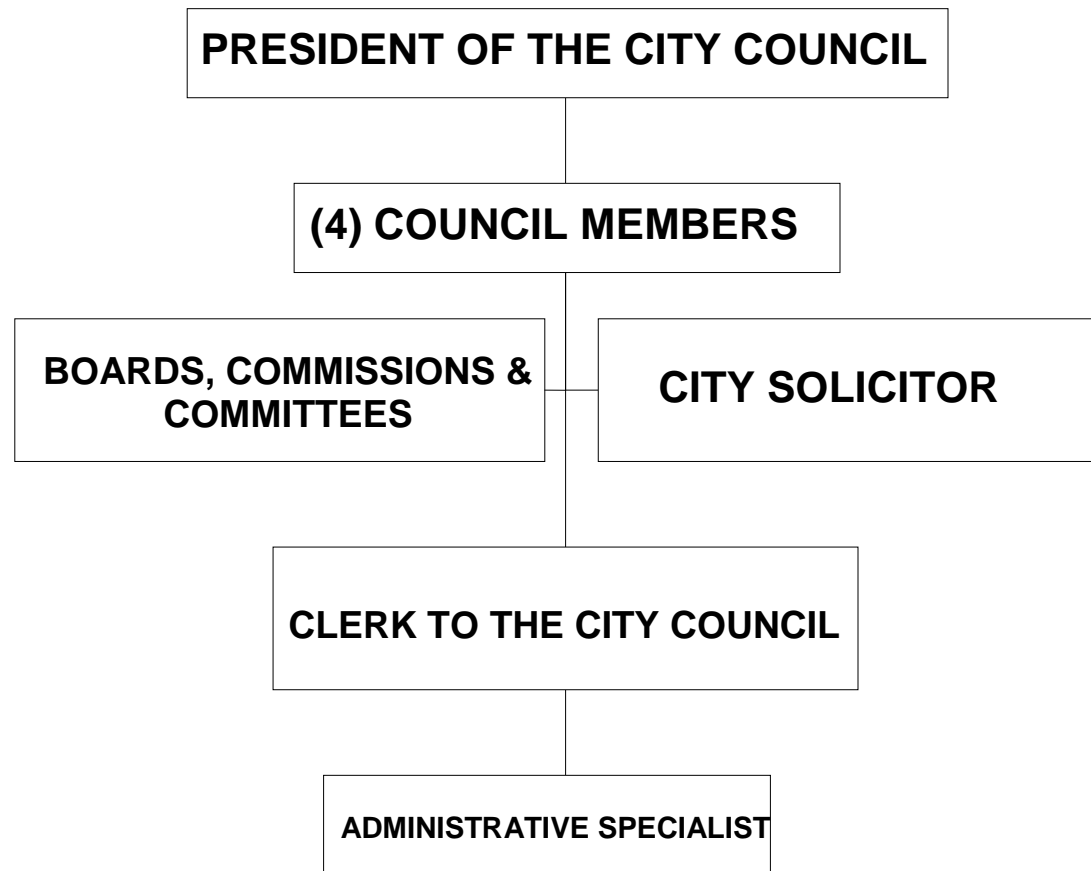 PRESIDENT OF THE CITY COUNCIL
(4) COUNCIL MEMBERS
BOARDS, COMMISSIONS &
COMMITTEES
CITY SOLICITOR
CLERK TO THE CITY COUNCIL
ADMINISTRATIVE SPECIALIST